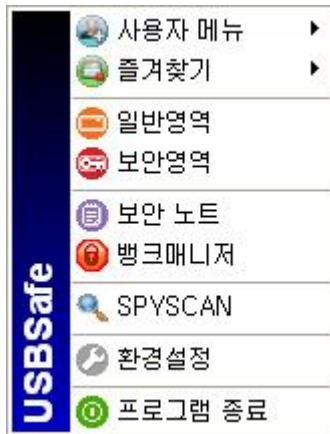 사용자 메뉴
즐겨찾기
일반영역
보안영역
보안 노트
뱅크매니저
SPYSCAN
환경설정
프로그램 종료
USBSafe